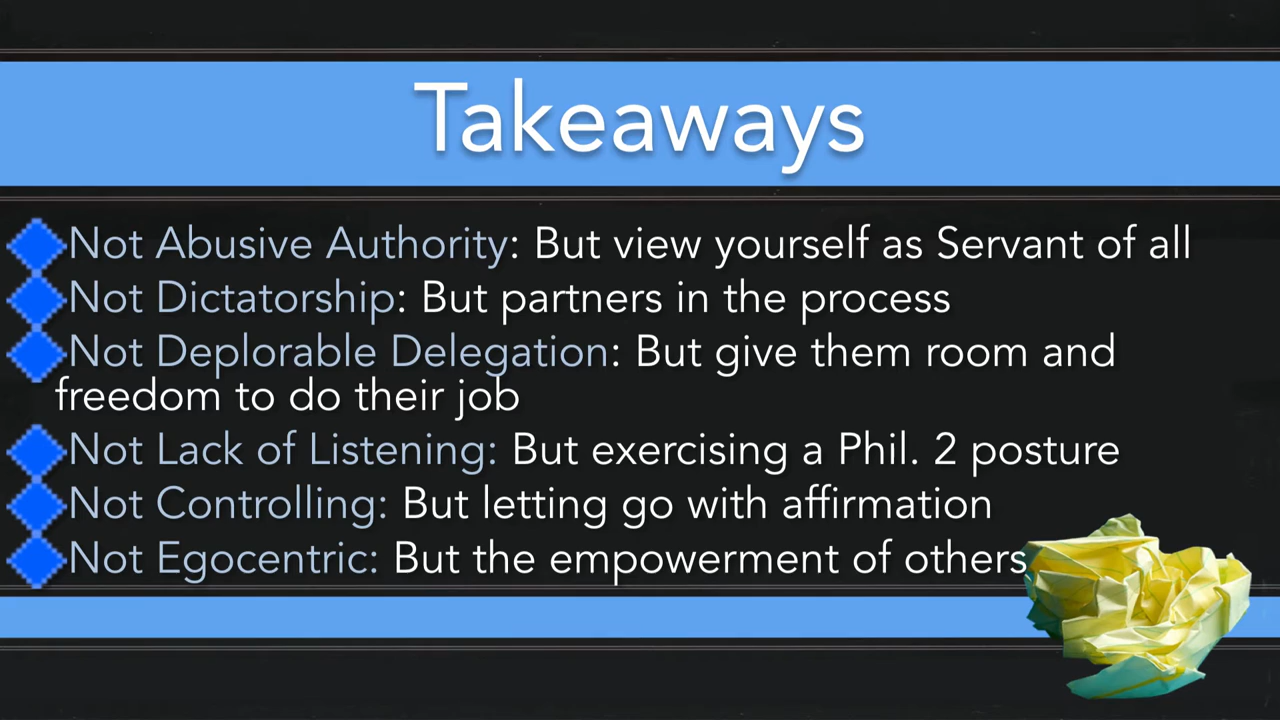 Takeaways
Not Abusive Authority: But view yourself as Servant of all
Not Dictatorship: But partners in the process
Not Deplorable Delegation: But give them room and
freedom to do their job
Not Lack of Listening: But exercising a Phil. 2 posture
Not Controlling: But letting go with affirmation
Not Egocentric: But the empowerment of others